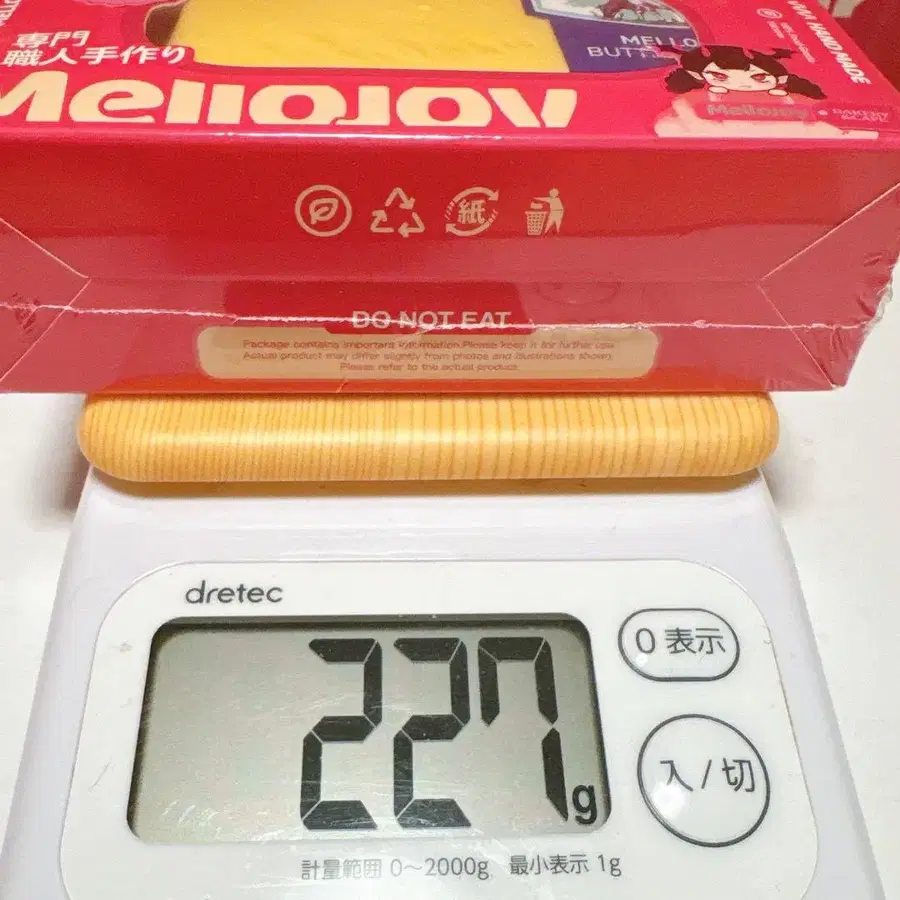 専門
職人手作り
MELLO
BUTT
HAND MADE
Mellojoy
DO NOT EAT
Package contains important information.Please keep it for further use.
Actual product may differ slightly from photos and illustrations shown.
Please refer to the actual product.
紙
dretec
227g
0 表示
入/切
計量範囲 0～2000g 最小表示 1g